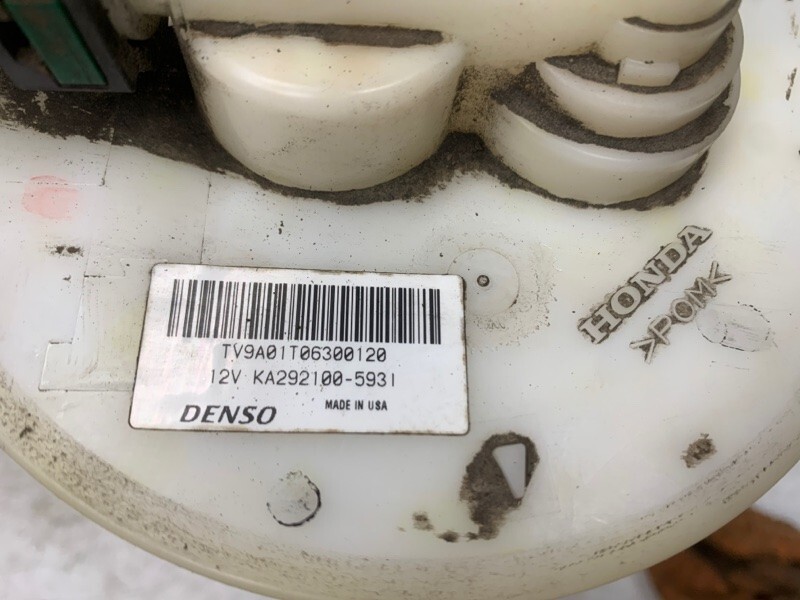 TV9A01T06300120
12V KA292100-5931
DENSO MADE IN USA
HONDA
>POM<